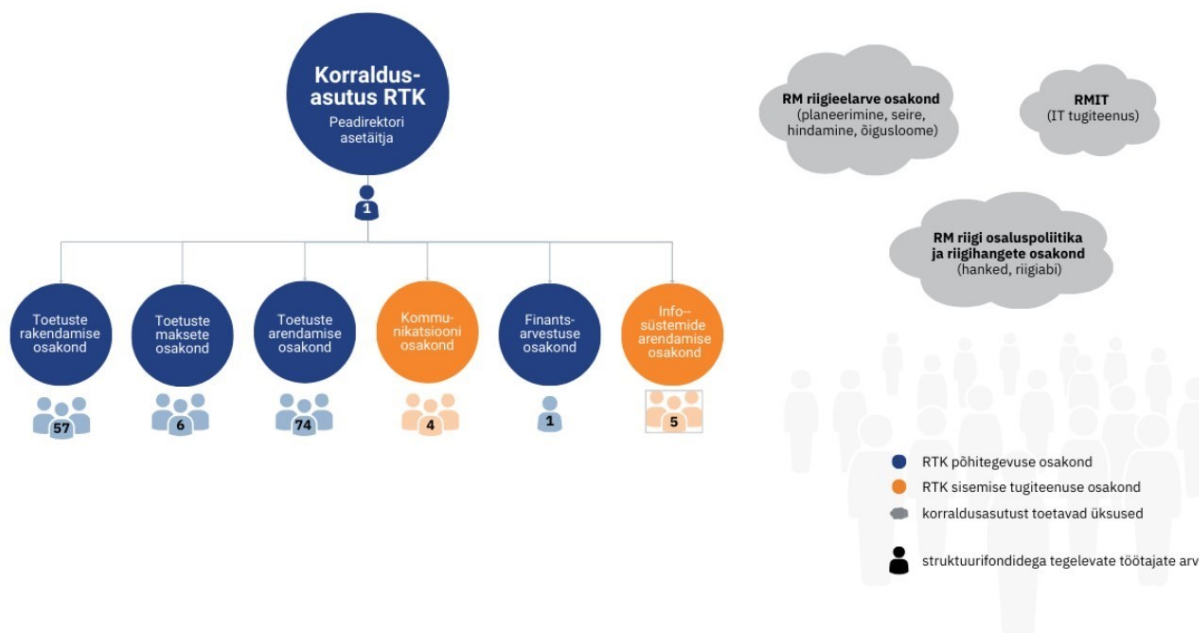 Korraldus-
asutus RTK
Peadirektori
asetäitja
1
Toetuste
rakendamise
osakond
57
Toetuste
maksete
osakond
6
Toetuste
arendamise
osakond
74
Kommu-
nikatsiooni
osakond
4
Finants-
arvestuse
osakond
1
Info--
süstemide
arendamise
osakond
5
RM riigieelarve osakond
(planeerimine, seire,
hindamine, õigusloome)
RMIT
(IT tugiteenus)
RM riigi osaluspoliitika
ja riigihangete osakond
(hanked, riigiabi)
RTK põhitegevuse osakond
RTK sisemise tugiteenuse osakond
korraldusasutust toetavad üksused
struktuurifondidega tegelevate töötajate arv